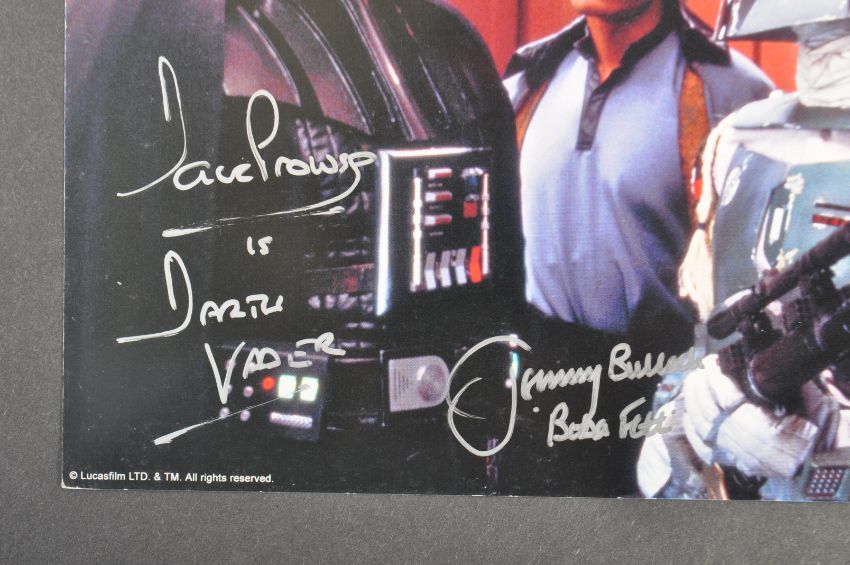 Dave Prowse
is
Darth
Vader
Jeremy Bulloch
Boba Fett
© Lucasfilm LTD. & TM. All rights reserved.